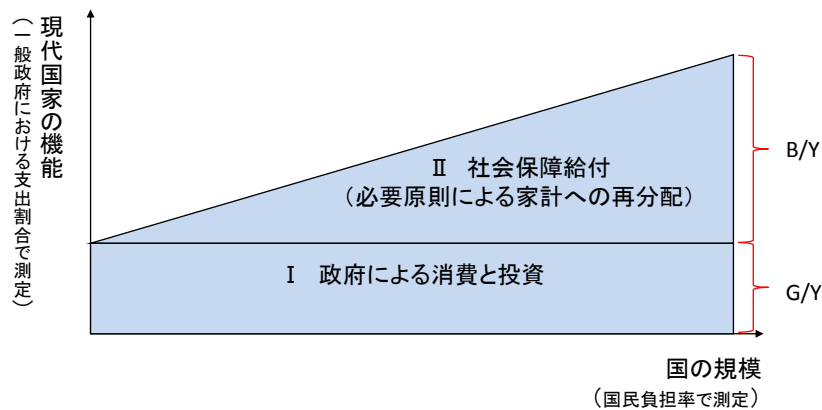 現代国家の機能
（一般政府における支出割合で測定）
Ⅱ　社会保障給付
（必要原則による家計への再分配）
B/Y
Ⅰ　政府による消費と投資
G/Y
国の規模
（国民負担率で測定）